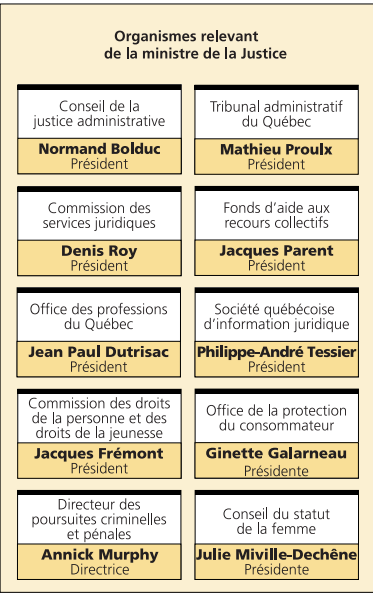 Organismes relevant
de la ministre de la Justice
Conseil de la
justice administrative
Normand Bolduc
Président
Tribunal administratif
du Québec
Mathieu Proulx
Président
Commission des
services juridiques
Denis Roy
Président
Fonds d'aide aux
recours collectifs
Jacques Parent
Président
Office des professions
du Québec
Jean Paul Dutrisac
Président
Société québécoise
d'information juridique
Philippe-André Tessier
Président
Commission des droits
de la personne et des
droits de la jeunesse
Jacques Frémont
Président
Office de la protection
du consommateur
Ginette Galarneau
Présidente
Directeur des
poursuites criminelles
et pénales
Annick Murphy
Directrice
Conseil du statut
de la femme
Julie Miville-Dechêne
Présidente